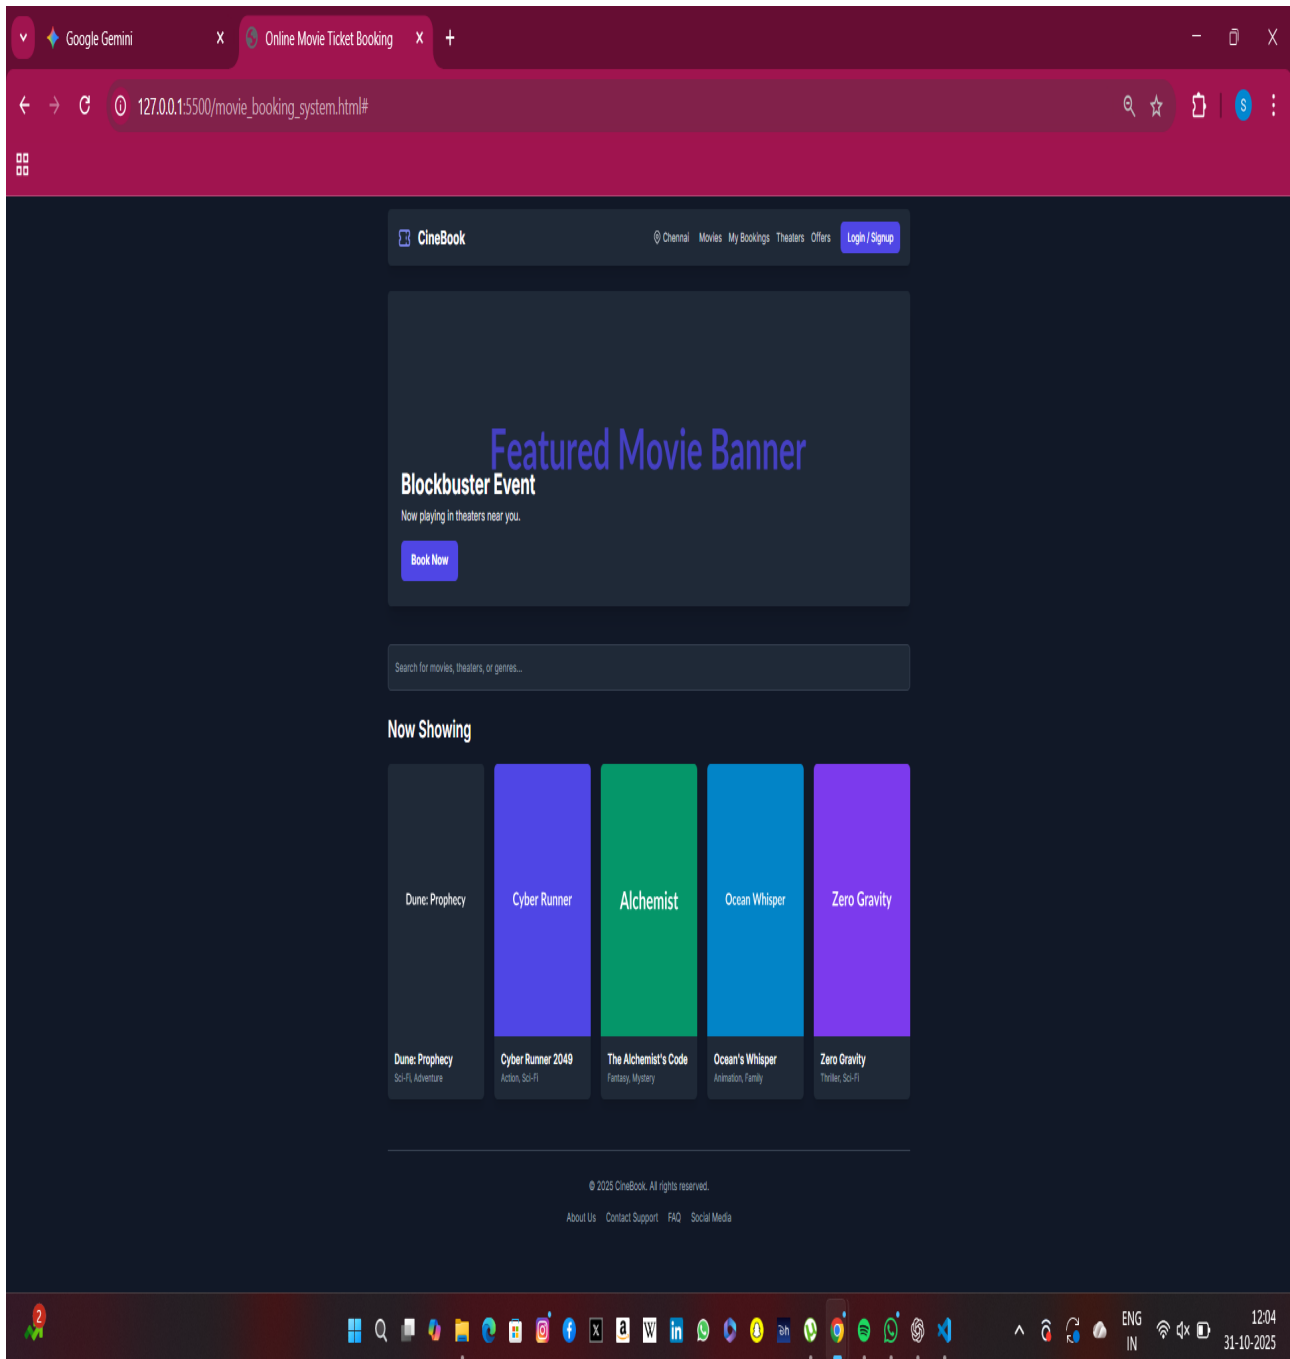 Google Gemini
Online Movie Ticket Booking
127.0.0.1:5500/movie_booking_system.html#
S
CineBook
Chennai Movies My Bookings Theaters Offers Login / Signup
Featured Movie Banner
Blockbuster Event
Now playing in theaters near you.
Book Now
Search for movies, theaters, or genres...
Now Showing
Dune: Prophecy Cyber Runner Alchemist Ocean Whisper Zero Gravity
Dune: Prophecy Cyber Runner 2049 The Alchemist's Code Ocean's Whisper Zero Gravity
Sci-Fi, Adventure Action, Sci-Fi Fantasy, Mystery Animation, Family Thriller, Sci-Fi
© 2025 CineBook. All rights reserved.
About Us Contact Support FAQ Social Media
2
ENG
IN
12:04
31-10-2025